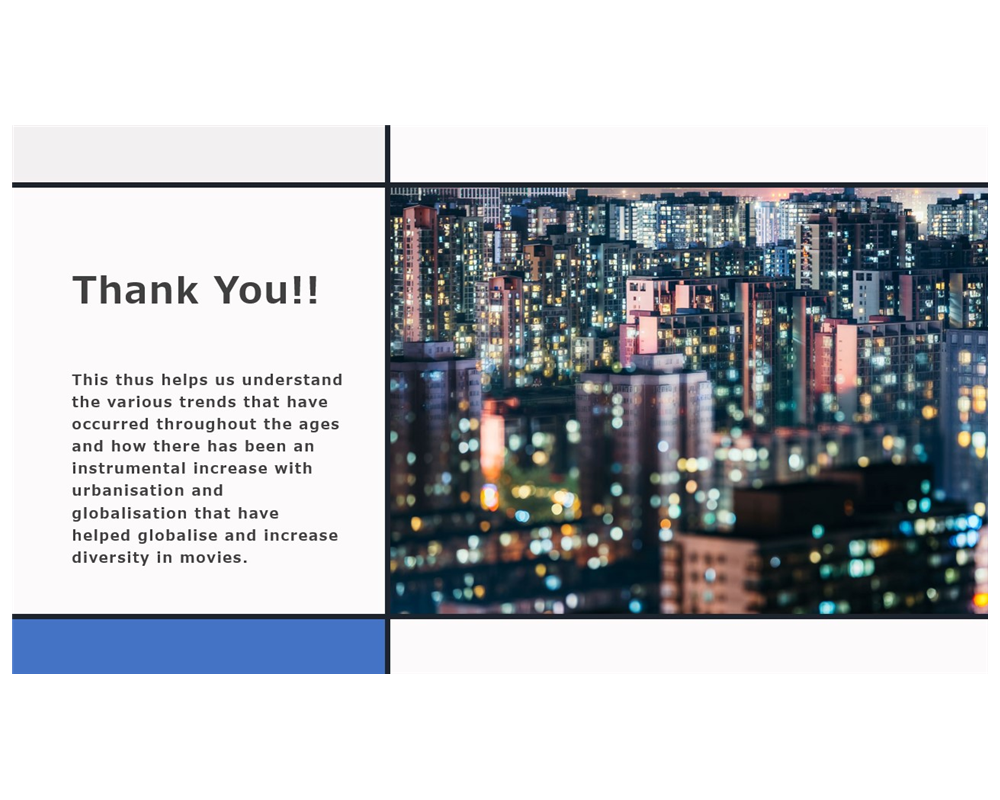 Thank You!!
This thus helps us understand
the various trends that have
occurred throughout the ages
and how there has been an
instrumental increase with
urbanisation and
globalisation that have
helped globalise and increase
diversity in movies.